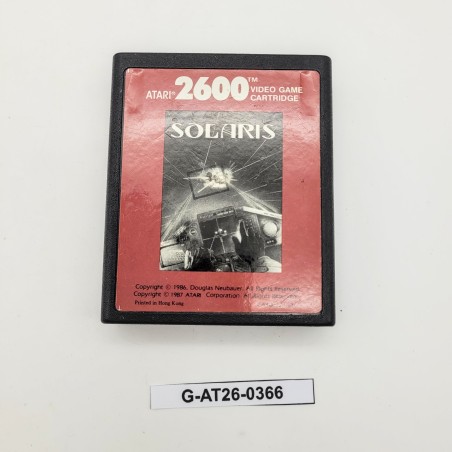 ATARI® 2600™ VIDEO GAME CARTRIDGE
SOLARIS
Copyright © 1986, Douglas Neubauer. All Rights Reserved.
Copyright © 1987 ATARI Corporation. All Rights Reserved.
Printed in Hong Kong
G-AT26-0366